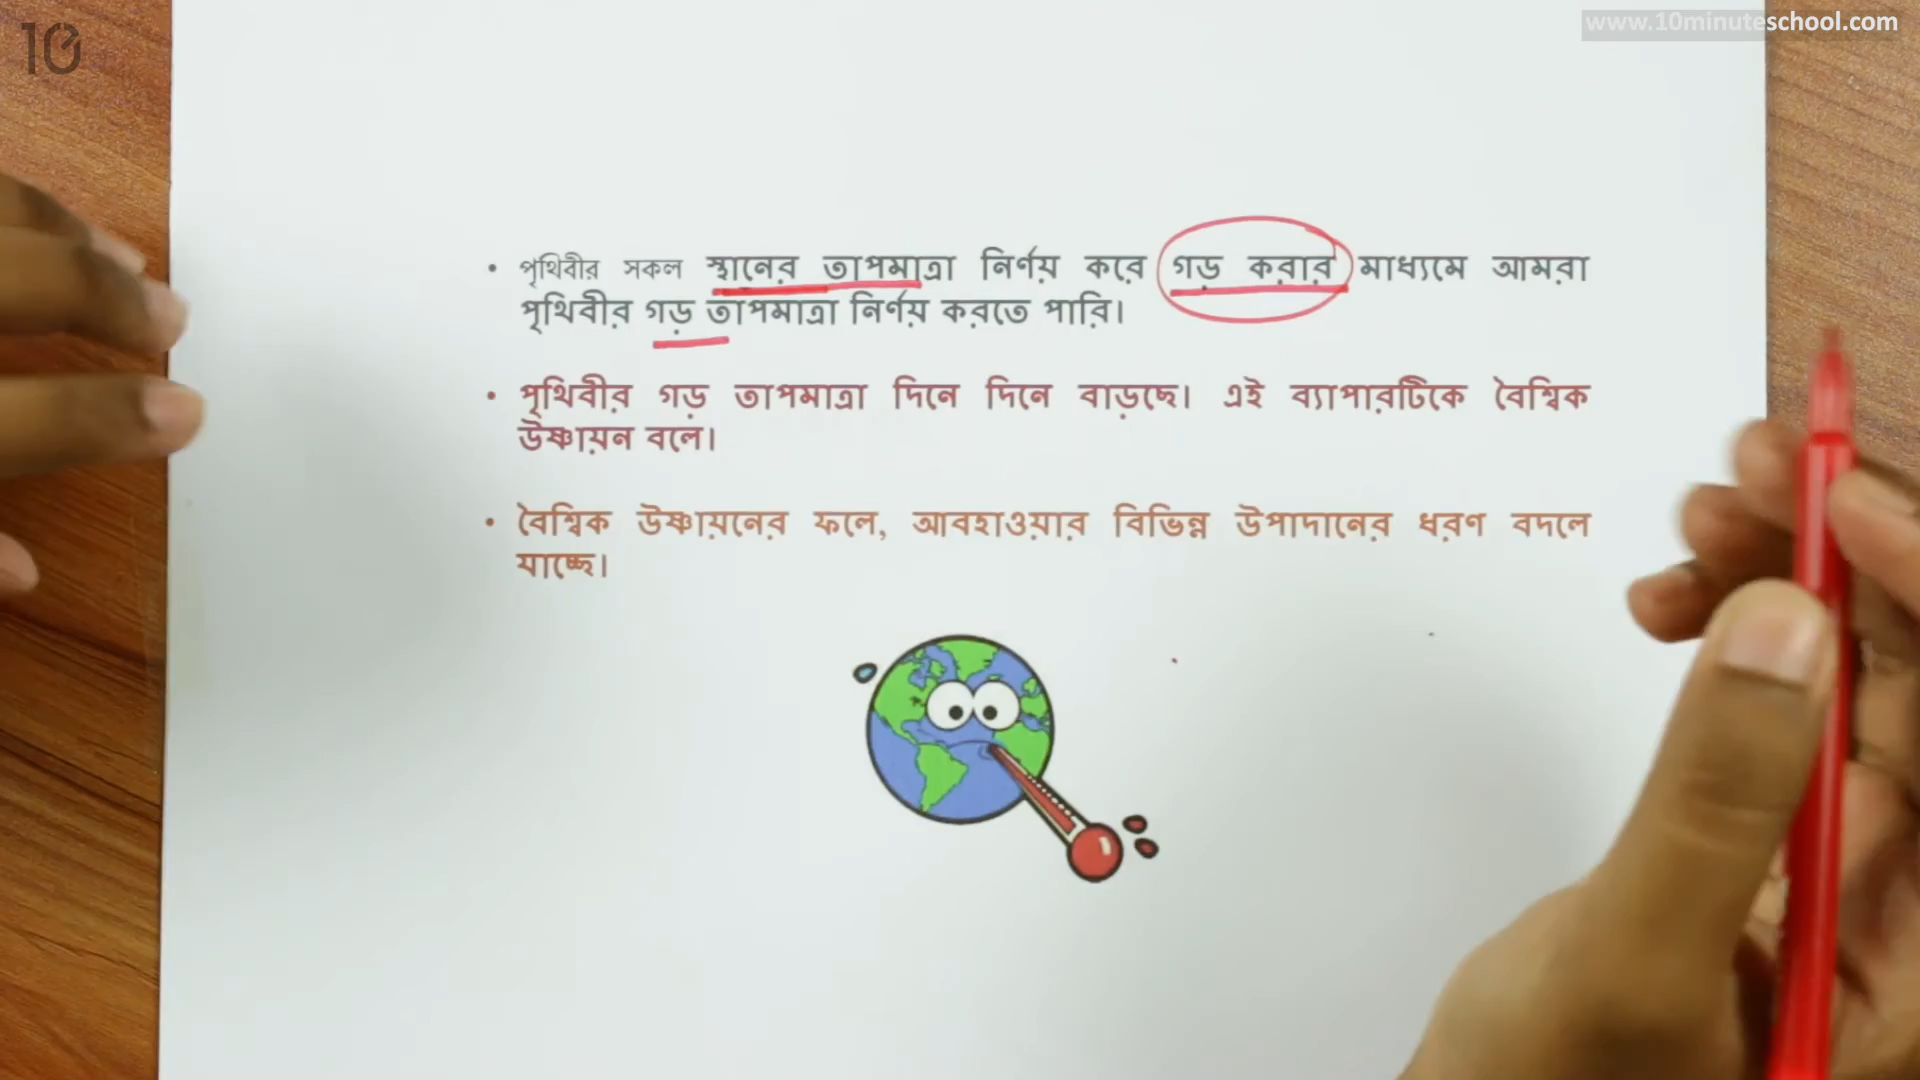 10
www.10minuteschool.com
• পৃথিবীর সকল স্থানের তাপমাত্রা নির্ণয় করে গড় করার মাধ্যমে আমরা
পৃথিবীর গড় তাপমাত্রা নির্ণয় করতে পারি।
• পৃথিবীর গড় তাপমাত্রা দিনে দিনে বাড়ছে। এই ব্যাপারটিকে বৈশ্বিক
উষ্ণায়ন বলে।
• বৈশ্বিক উষ্ণায়নের ফলে, আবহাওয়ার বিভিন্ন উপাদানের ধরণ বদলে
যাচ্ছে।